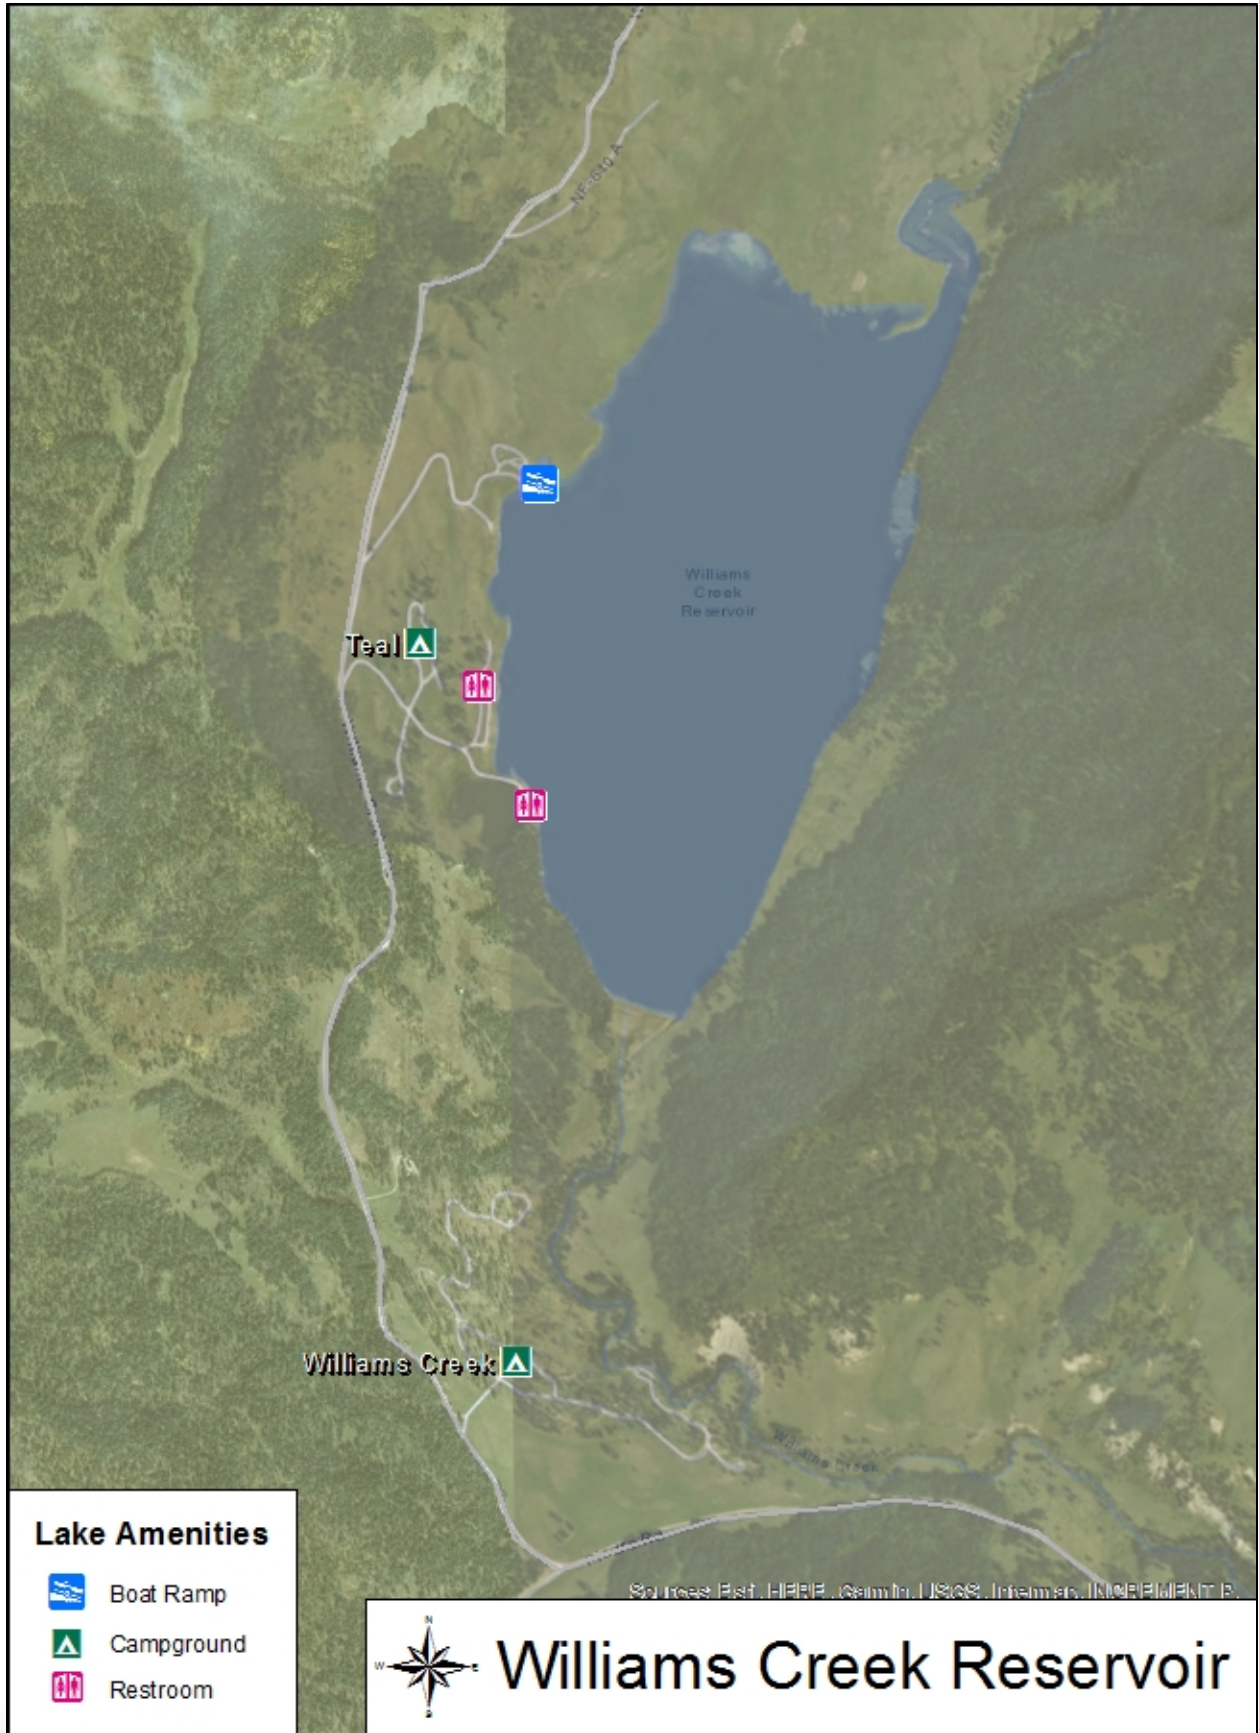 NF-640 A
Williams
Creek
Reservoir
Teal
Williams Creek
Williams Creek
Rd
Lake Amenities
Boat Ramp
Campground
Restroom
Sources: Esri, HERE, Garmin, USGS, Intermap, INCREMENT P,
N
W
E
S
Williams Creek Reservoir